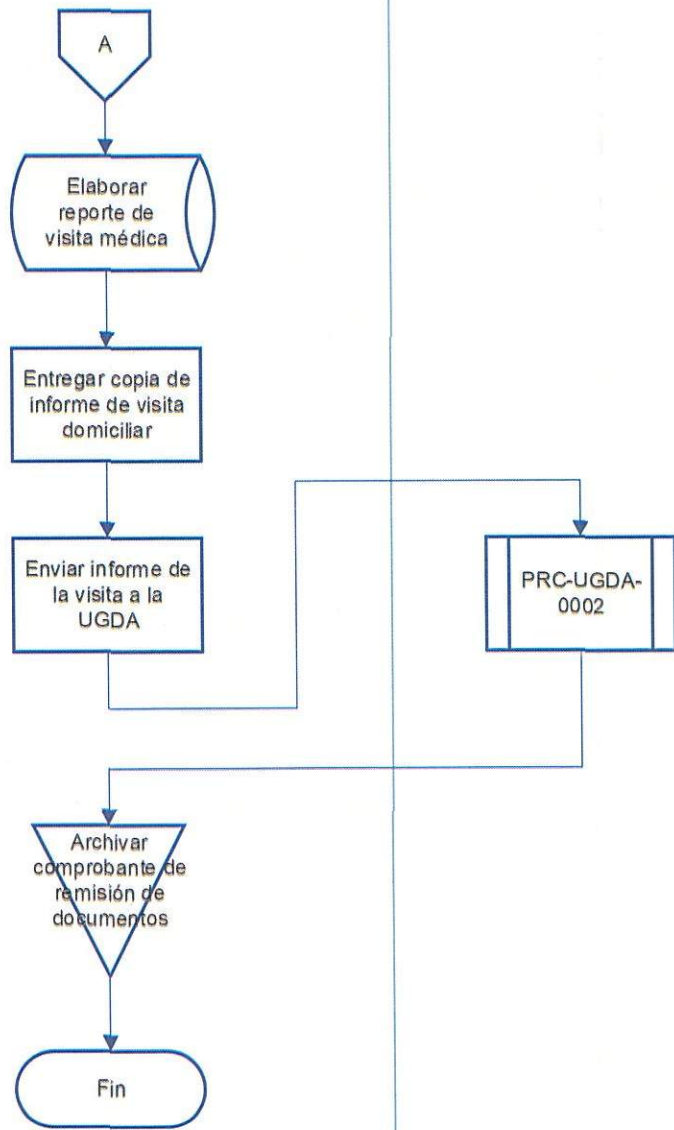 A
Elaborar
reporte de
visita médica
Entregar copia de
informe de visita
domiciliar
Enviar informe de
la visita a la
UGDA
PRC-UGDA-
0002
Archivar
comprobante de
remisión de
documentos
Fin